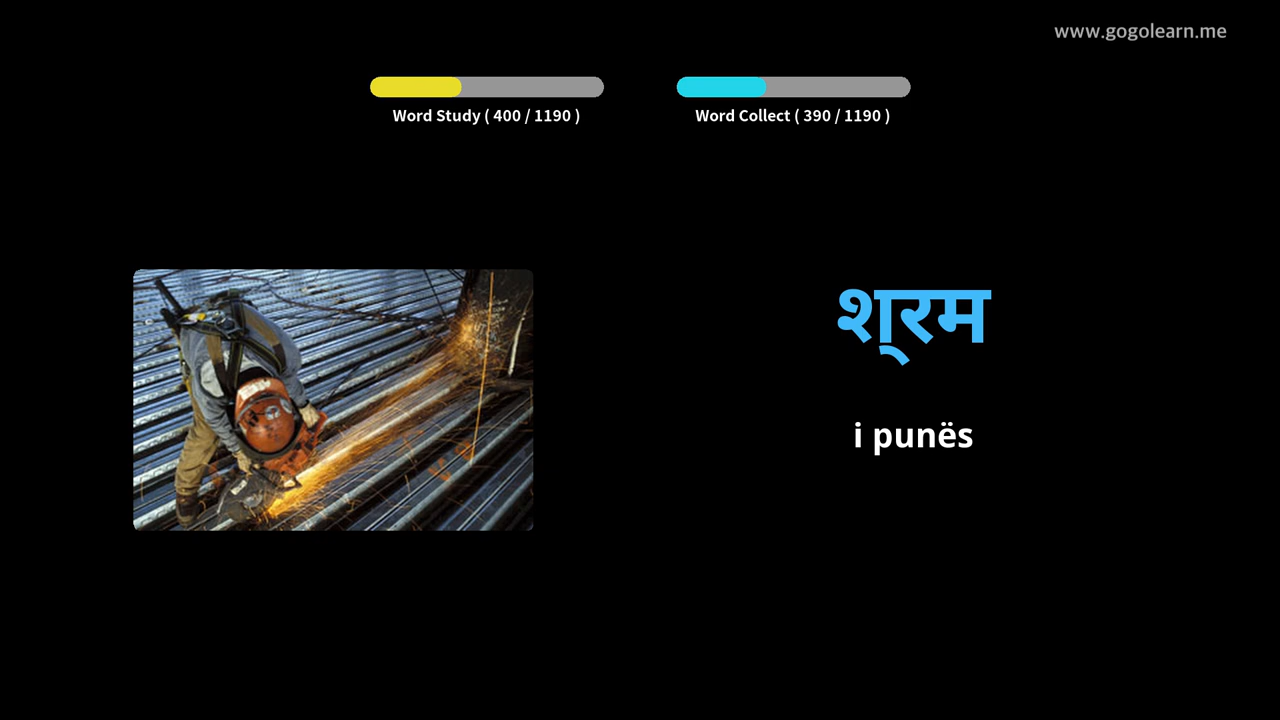 www.gogolearn.me
Word Study ( 400 / 1190 )
Word Collect ( 390 / 1190 )
श्रम
i punës